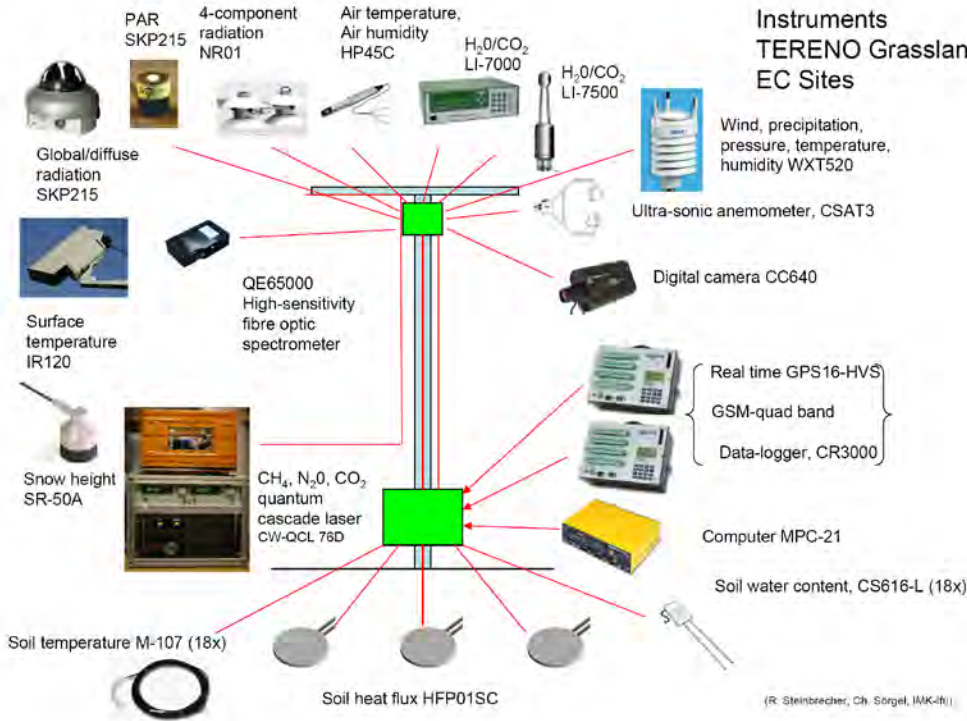 Instruments
TERENO Grasslan
EC Sites
PAR
SKP215
4-component
radiation
NR01
Air temperature,
Air humidity
HP45C
H₂0/CO₂
LI-7000
H₂0/CO₂
LI-7500
Wind, precipitation,
pressure, temperature,
humidity WXT520
Global/diffuse
radiation
SKP215
Ultra-sonic anemometer, CSAT3
QE65000
High-sensitivity
fibre optic
spectrometer
Digital camera CC640
Surface
temperature
IR120
Real time GPS16-HVS
GSM-quad band
Data-logger, CR3000
Snow height
SR-50A
CH₄, N₂0, CO₂
quantum
cascade laser
CW-QCL 76D
Computer MPC-21
Soil water content, CS616-L (18x)
Soil temperature M-107 (18x)
Soil heat flux HFP01SC
(R. Steinbrecher, Ch. Sörgel, IMK-Ifu)